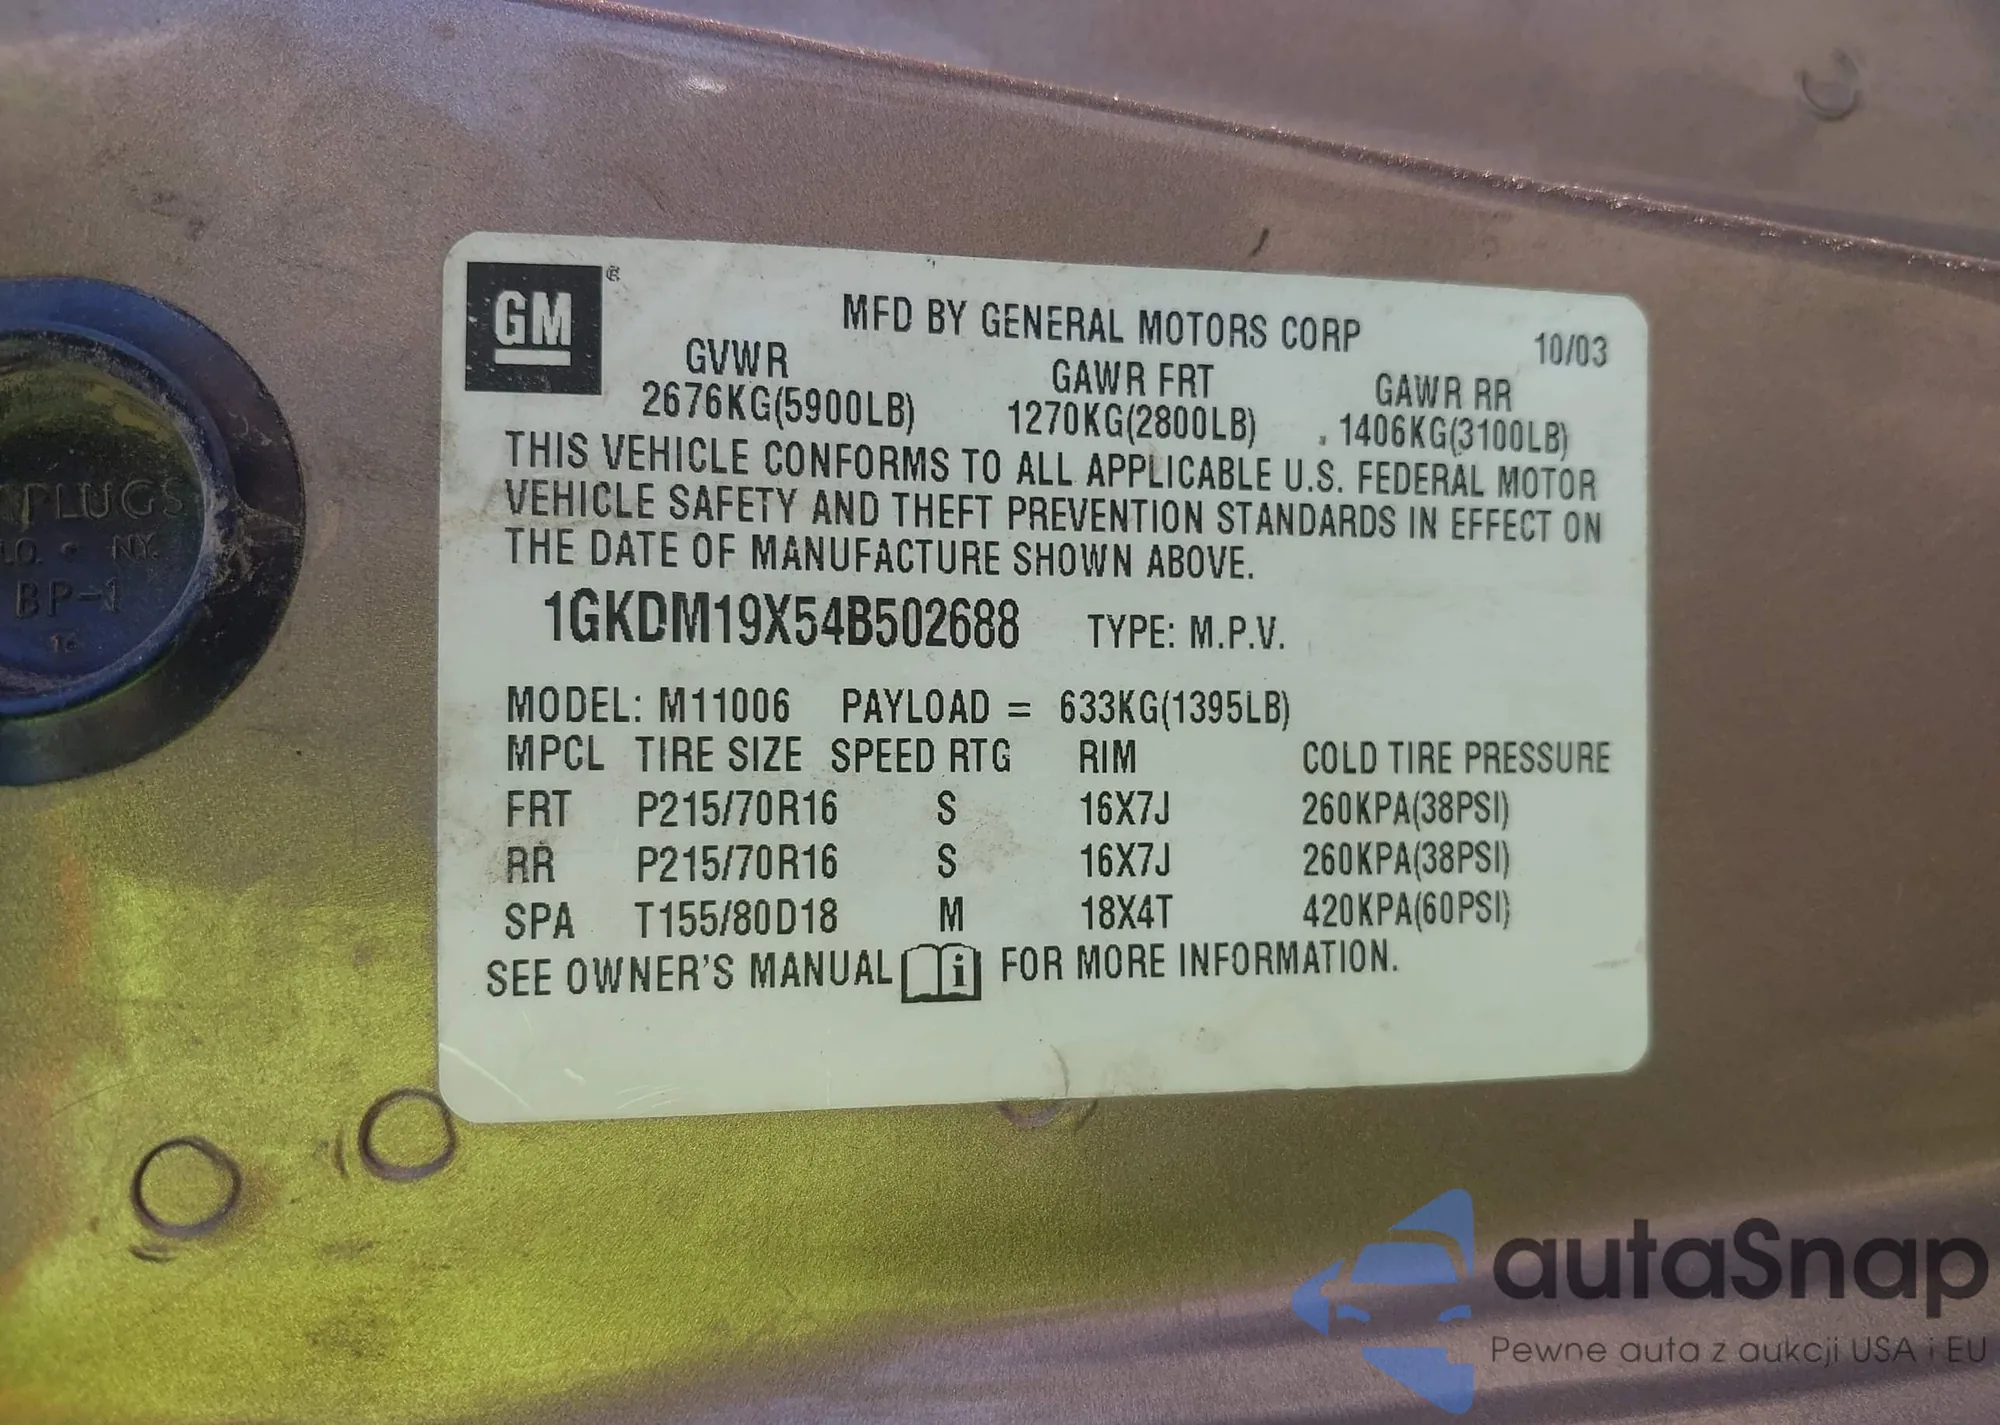 GM ®
MFD BY GENERAL MOTORS CORP 10/03
GVWR GAWR FRT GAWR RR
2676KG(5900LB) 1270KG(2800LB) 1406KG(3100LB)
THIS VEHICLE CONFORMS TO ALL APPLICABLE U.S. FEDERAL MOTOR
VEHICLE SAFETY AND THEFT PREVENTION STANDARDS IN EFFECT ON
THE DATE OF MANUFACTURE SHOWN ABOVE.
1GKDM19X54B502688 TYPE: M.P.V.
MODEL: M11006 PAYLOAD = 633KG(1395LB)
MPCL TIRE SIZE SPEED RTG RIM COLD TIRE PRESSURE
FRT P215/70R16 S 16X7J 260KPA(38PSI)
RR P215/70R16 S 16X7J 260KPA(38PSI)
SPA T155/80D18 M 18X4T 420KPA(60PSI)
SEE OWNER'S MANUAL i FOR MORE INFORMATION.
PLUGS
NY.
BP-1
autaSnap
Pewne auta z aukcji USA i EU